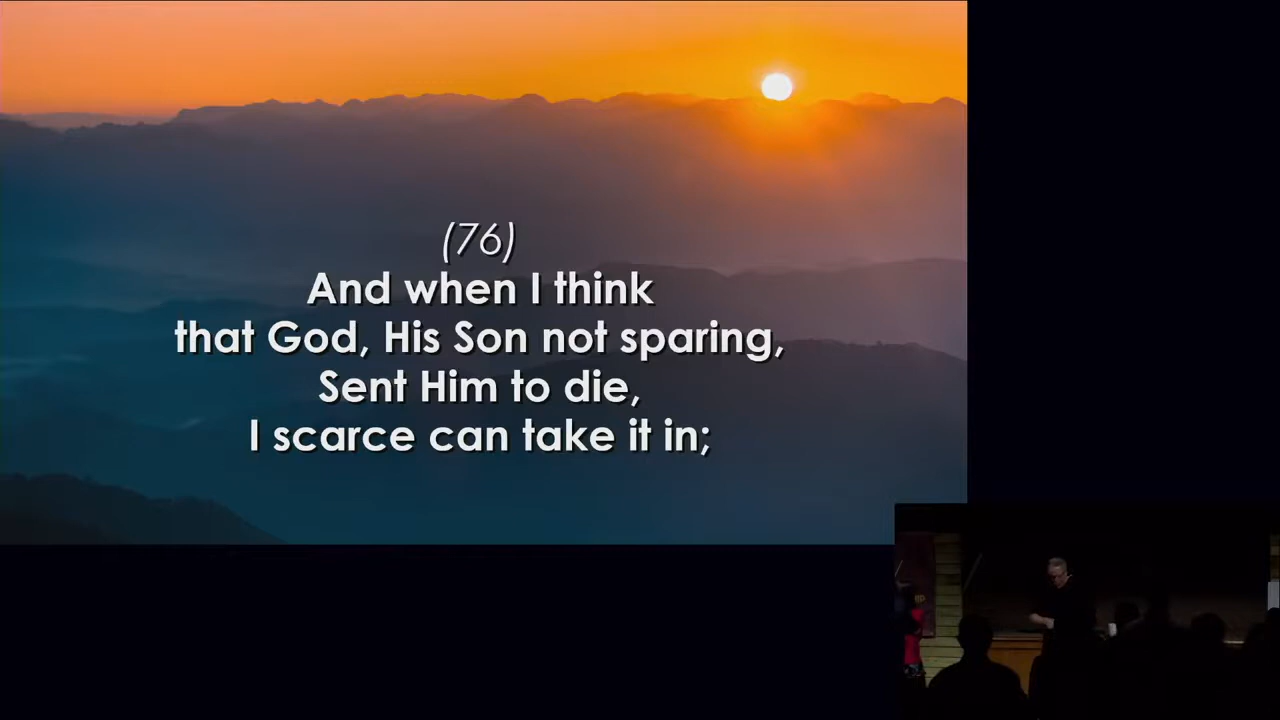 (76)
And when I think
that God, His Son not sparing,
Sent Him to die,
I scarce can take it in;